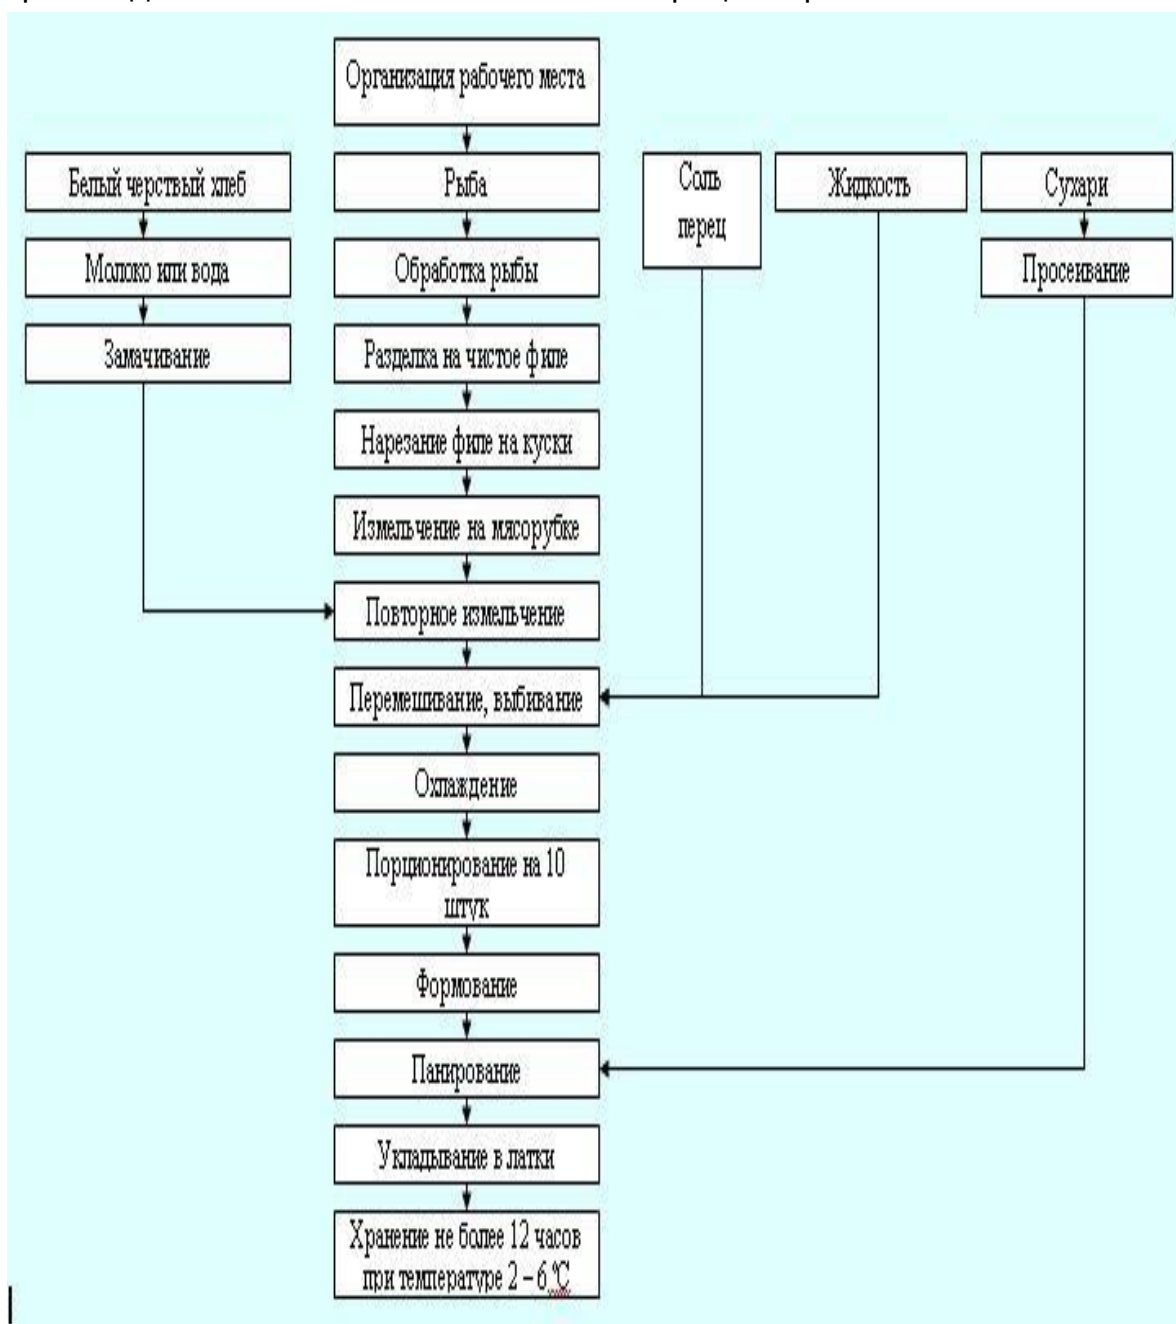 Организация рабочего места
Белый черствый хлеб
Рыба
Соль
перец
Жидкость
Сухари
Молоко или вода
Обработка рыбы
Просеивание
Замачивание
Разделка на чистое филе
Нарезание филе на куски
Измельчение на мясорубке
Повторное измельчение
Перемешивание, выбивание
Охлаждение
Порционирование на 10
штук
Формование
Панирование
Укладывание в латки
Хранение не более 12 часов
при температуре 2 – 6 °C